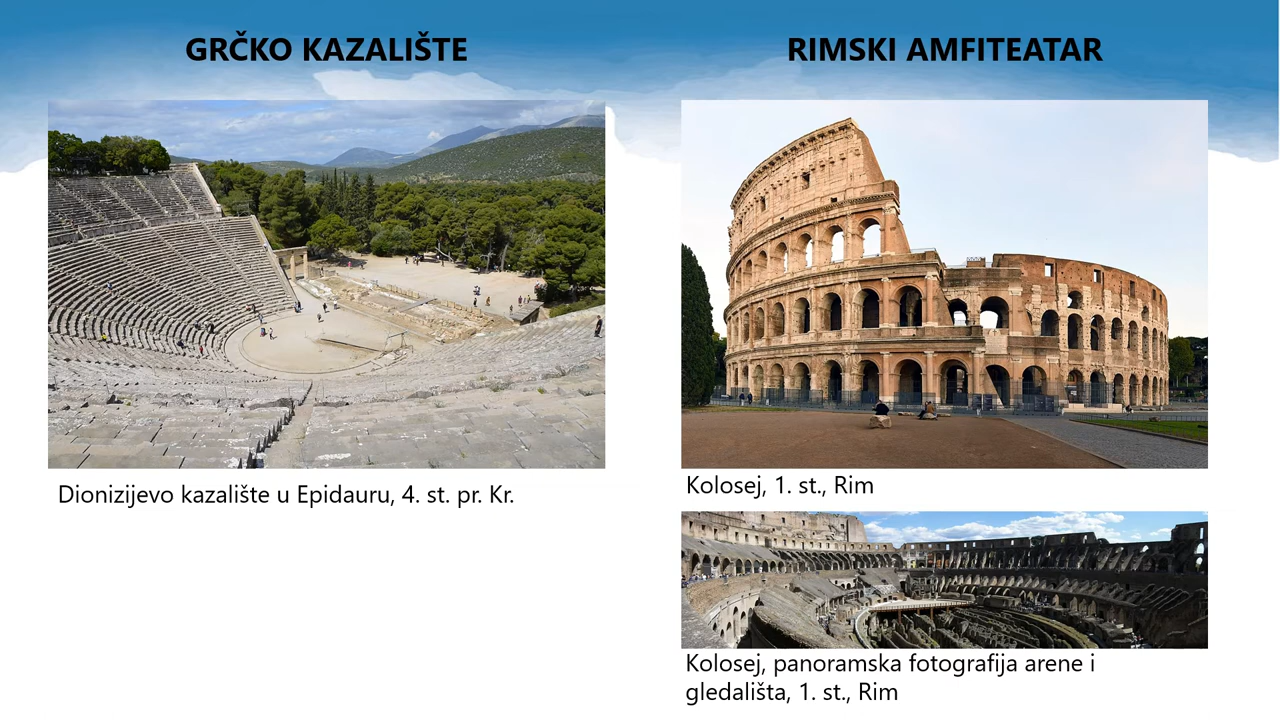 GRČKO KAZALIŠTE
RIMSKI AMFITEATAR
Dionizijevo kazalište u Epidauru, 4. st. pr. Kr.
Kolosej, 1. st., Rim
Kolosej, panoramska fotografija arene i
gledališta, 1. st., Rim